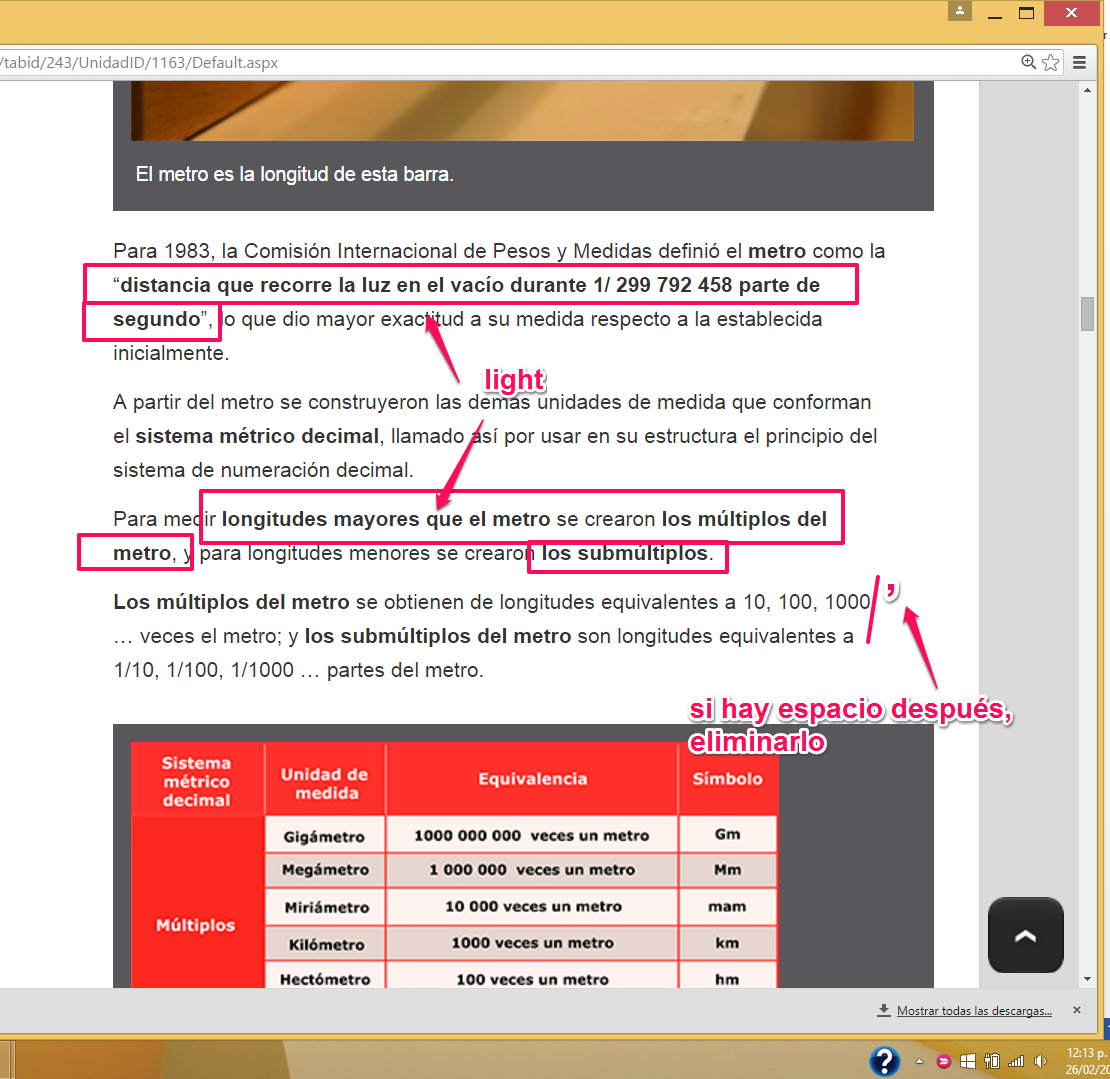 /tabid/243/UnidadID/1163/Default.aspx
El metro es la longitud de esta barra.
Para 1983, la Comisión Internacional de Pesos y Medidas definió el metro como la
“distancia que recorre la luz en el vacío durante 1/ 299 792 458 parte de
segundo”, lo que dio mayor exactitud a su medida respecto a la establecida
inicialmente.
light
A partir del metro se construyeron las demás unidades de medida que conforman
el sistema métrico decimal, llamado así por usar en su estructura el principio del
sistema de numeración decimal.
Para medir longitudes mayores que el metro se crearon los múltiplos del
metro, y para longitudes menores se crearon los submúltiplos.
Los múltiplos del metro se obtienen de longitudes equivalentes a 10, 100, 1000 ,
… veces el metro; y los submúltiplos del metro son longitudes equivalentes a
1/10, 1/100, 1/1000 … partes del metro.
si hay espacio después,
eliminarlo
Sistema métrico decimal Unidad de medida Equivalencia Símbolo
Múltiplos
Gigámetro 1000 000 000 veces un metro Gm
Megámetro 1 000 000 veces un metro Mm
Miriámetro 10 000 veces un metro mam
Kilómetro 1000 veces un metro km
Hectómetro 100 veces un metro hm
Mostrar todas las descargas...
12:13 p.
26/02/20